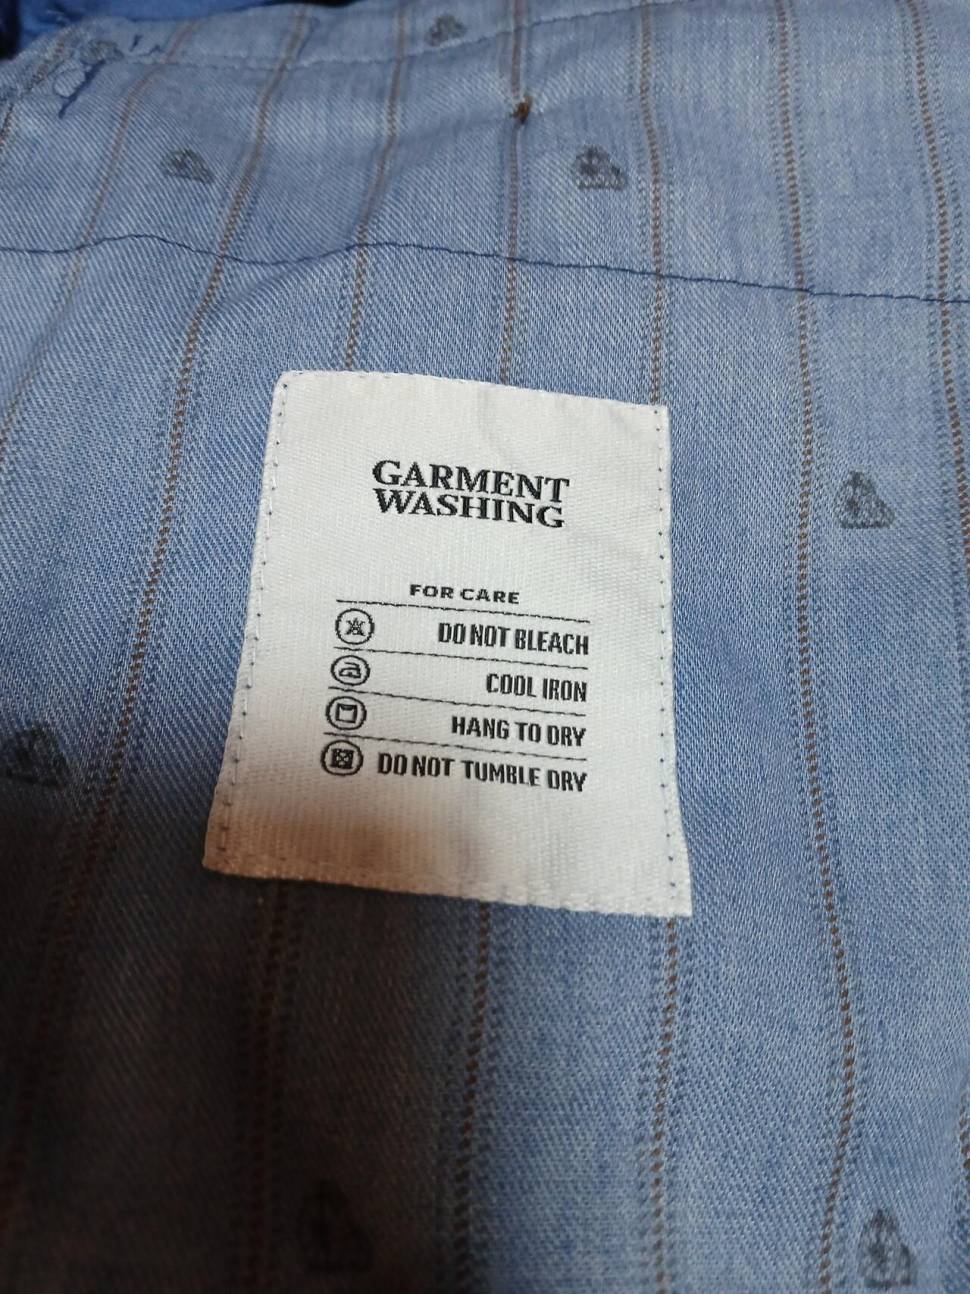 GARMENT
WASHING
FOR CARE
DO NOT BLEACH
COOL IRON
HANG TO DRY
DO NOT TUMBLE DRY